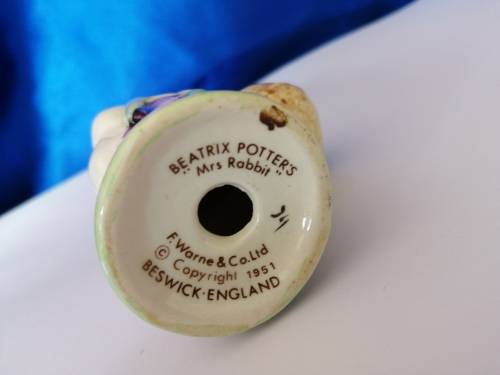 BEATRIX POTTER'S
"Mrs Rabbit"
F. Warne & Co. Ltd
© Copyright 1951
BESWICK · ENGLAND